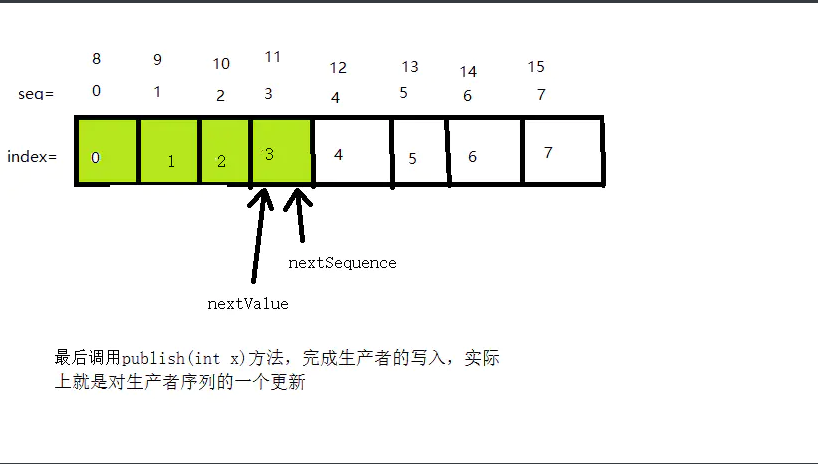 8 9 10 11 12 13 14 15
seq= 0 1 2 3 4 5 6 7
index= 0 1 2 3 4 5 6 7
nextSequence
nextValue
最后调用publish(int x)方法，完成生产者的写入，实际
上就是对生产者序列的一个更新